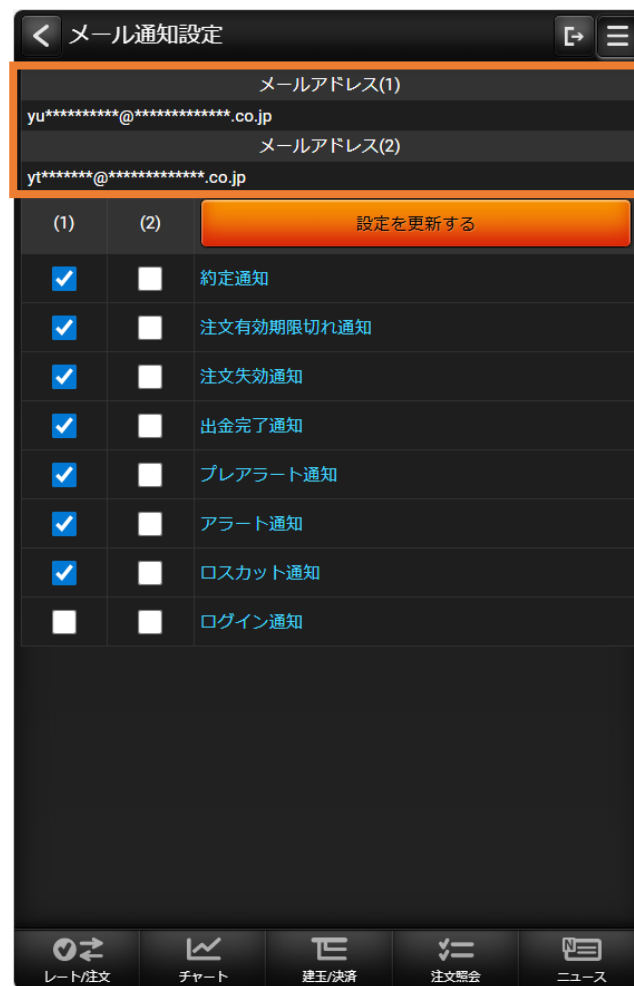 メール通知設定
メールアドレス(1)
yu**********@*************.co.jp
メールアドレス(2)
yt*******@*************.co.jp
(1) (2) 設定を更新する
約定通知
注文有効期限切れ通知
注文失効通知
出金完了通知
プレアラート通知
アラート通知
ロスカット通知
ログイン通知
レート/注文 チャート 建玉/決済 注文照会 ニュース